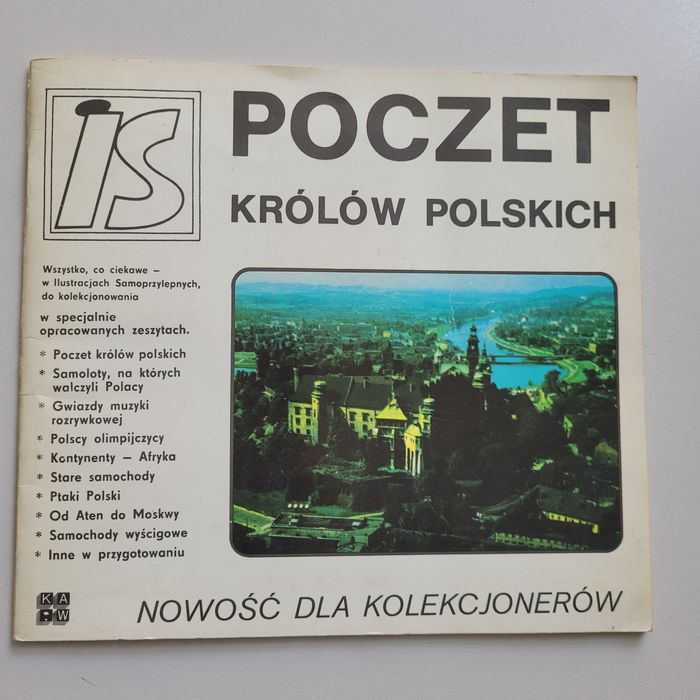 iS
POCZET
KRÓLÓW POLSKICH
Wszystko, co ciekawe –
w Ilustracjach Samoprzylepnych,
do kolekcjonowania
w specjalnie
opracowanych zeszytach.
* Poczet królów polskich
* Samoloty, na których
walczyli Polacy
* Gwiazdy muzyki
rozrywkowej
* Polscy olimpijczycy
* Kontynenty – Afryka
* Stare samochody
* Ptaki Polski
* Od Aten do Moskwy
* Samochody wyścigowe
* Inne w przygotowaniu
KAW
NOWOŚĆ DLA KOLEKCJONERÓW